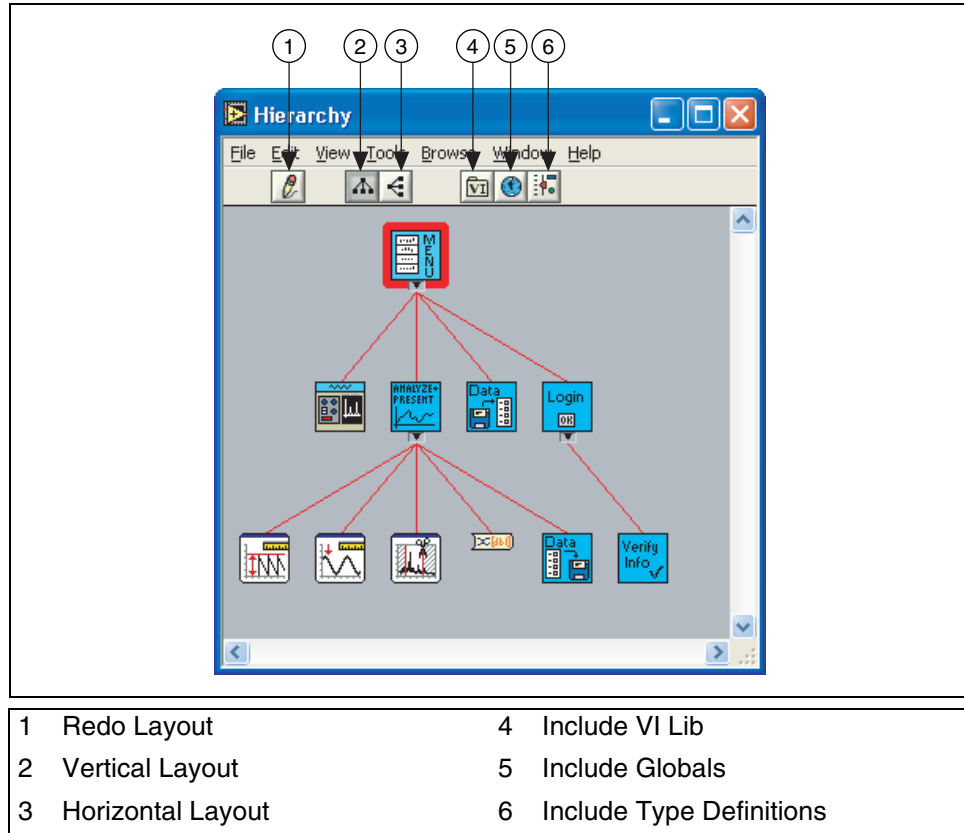 1 2 3 4 5 6
Hierarchy
File Edit View Tools Browse Window Help
VI
MENU
ANALYZE+
PRESENT
Data
Login
OK
Data
Verify
Info
1 Redo Layout
2 Vertical Layout
3 Horizontal Layout
4 Include VI Lib
5 Include Globals
6 Include Type Definitions